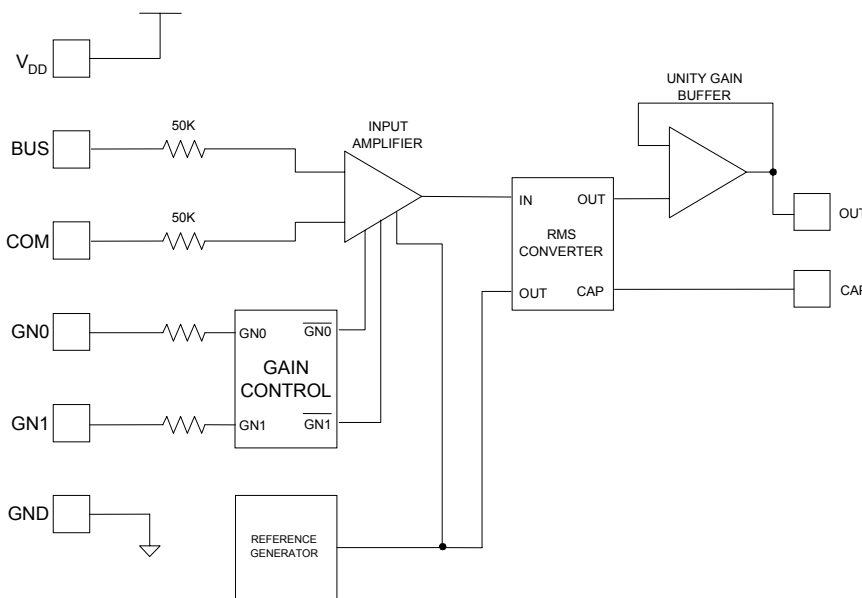 V_DD
BUS
COM
GN0
GN1
GND
50K
50K
INPUT
AMPLIFIER
GN0
GN0
GAIN
CONTROL
GN1
GN1
REFERENCE
GENERATOR
IN
OUT
RMS
CONVERTER
OUT
CAP
UNITY GAIN
BUFFER
OUT
CAP